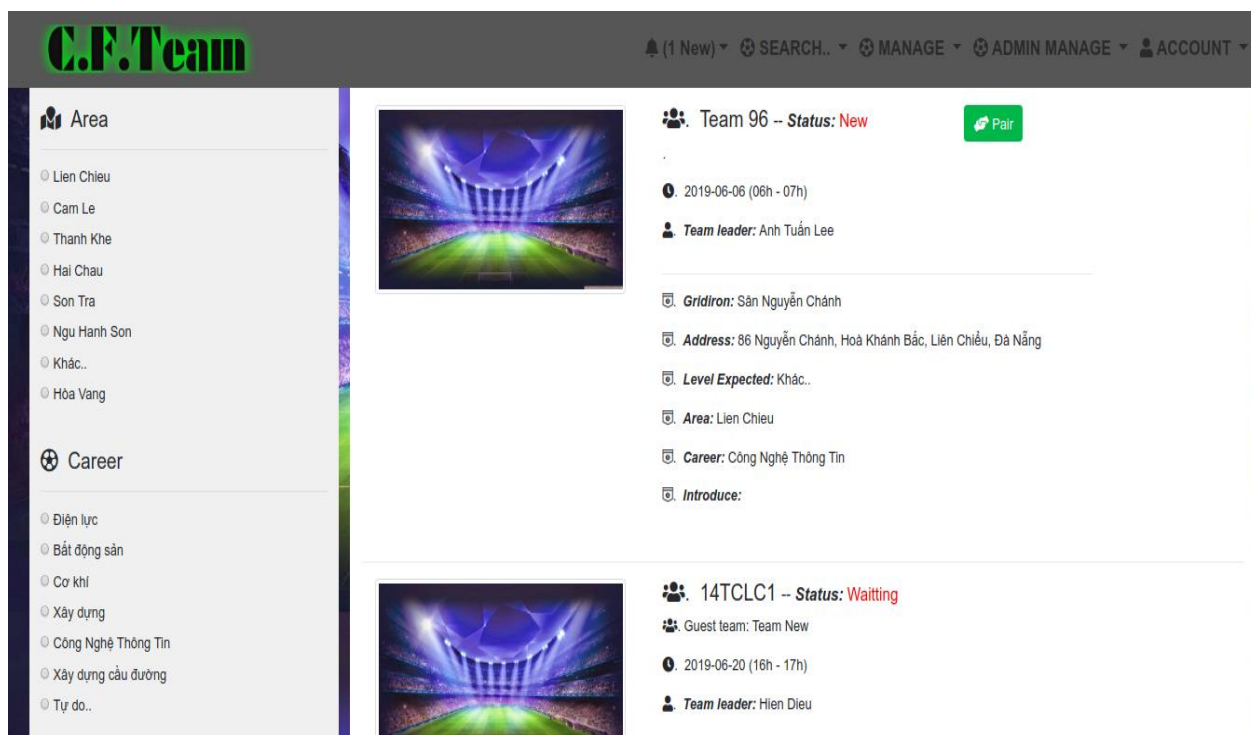 C.F.Team
(1 New) SEARCH.. MANAGE ADMIN MANAGE ACCOUNT
Area
Lien Chieu
Cam Le
Thanh Khe
Hai Chau
Son Tra
Ngu Hanh Son
Khác..
Hòa Vang
Career
Điện lực
Bất động sản
Cơ khí
Xây dựng
Công Nghệ Thông Tin
Xây dựng cầu đường
Tự do..
. Team 96 -- Status: New
Pair
.
. 2019-06-06 (06h - 07h)
. Team leader: Anh Tuấn Lee
. Gridiron: Sân Nguyễn Chánh
. Address: 86 Nguyễn Chánh, Hoà Khánh Bắc, Liên Chiểu, Đà Nẵng
. Level Expected: Khác..
. Area: Lien Chieu
. Career: Công Nghệ Thông Tin
. Introduce:
. 14TCLC1 -- Status: Waitting
. Guest team: Team New
. 2019-06-20 (16h - 17h)
. Team leader: Hien Dieu